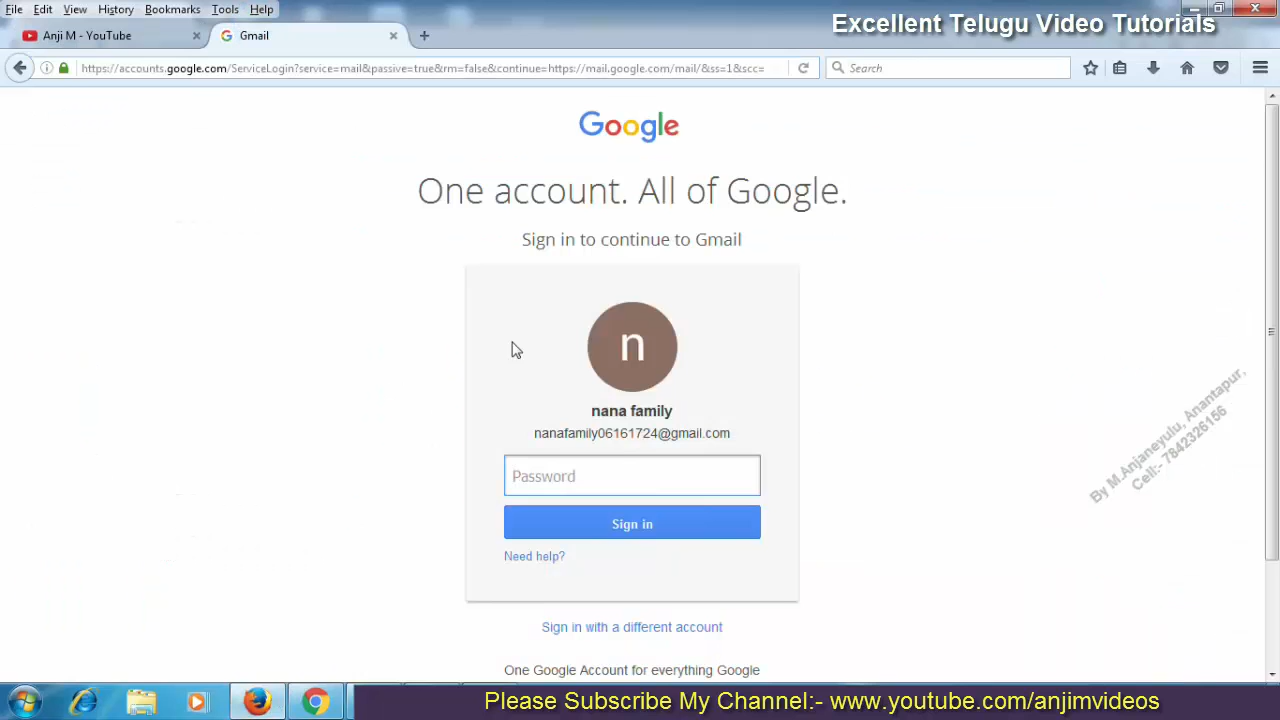 File Edit View History Bookmarks Tools Help
Excellent Telugu Video Tutorials
Anji M - YouTube
Gmail
https://accounts.google.com/ServiceLogin?service=mail&passive=true&rm=false&continue=https://mail.google.com/mail/&ss=1&scc=
Search
Google
One account. All of Google.
Sign in to continue to Gmail
n
nana family
nanafamily06161724@gmail.com
Password
Sign in
Need help?
By M.Anjaneyulu, Anantapur,
Cell:- 7842326156
Sign in with a different account
One Google Account for everything Google
Please Subscribe My Channel:- www.youtube.com/anjimvideos